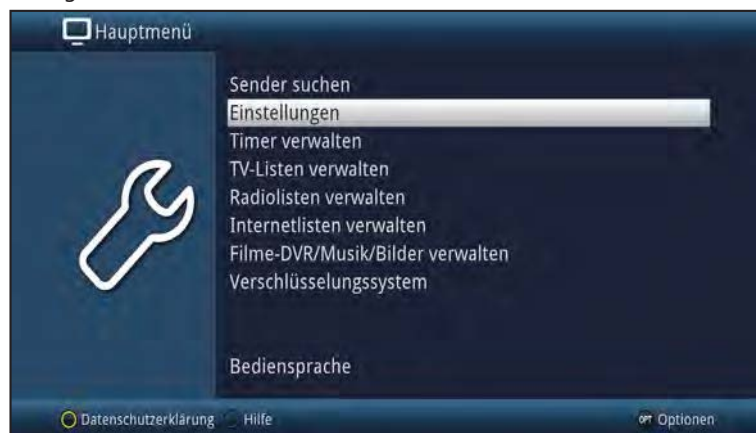 Hauptmenü
Sender suchen
Einstellungen
Timer verwalten
TV-Listen verwalten
Radiolisten verwalten
Internetlisten verwalten
Filme-DVR/Musik/Bilder verwalten
Verschlüsselungssystem
Bediensprache
Datenschutzerklärung Hilfe OPT Optionen